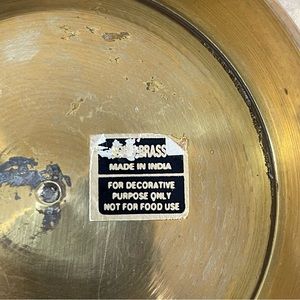 BRASS
MADE IN INDIA
FOR DECORATIVE
PURPOSE ONLY
NOT FOR FOOD USE